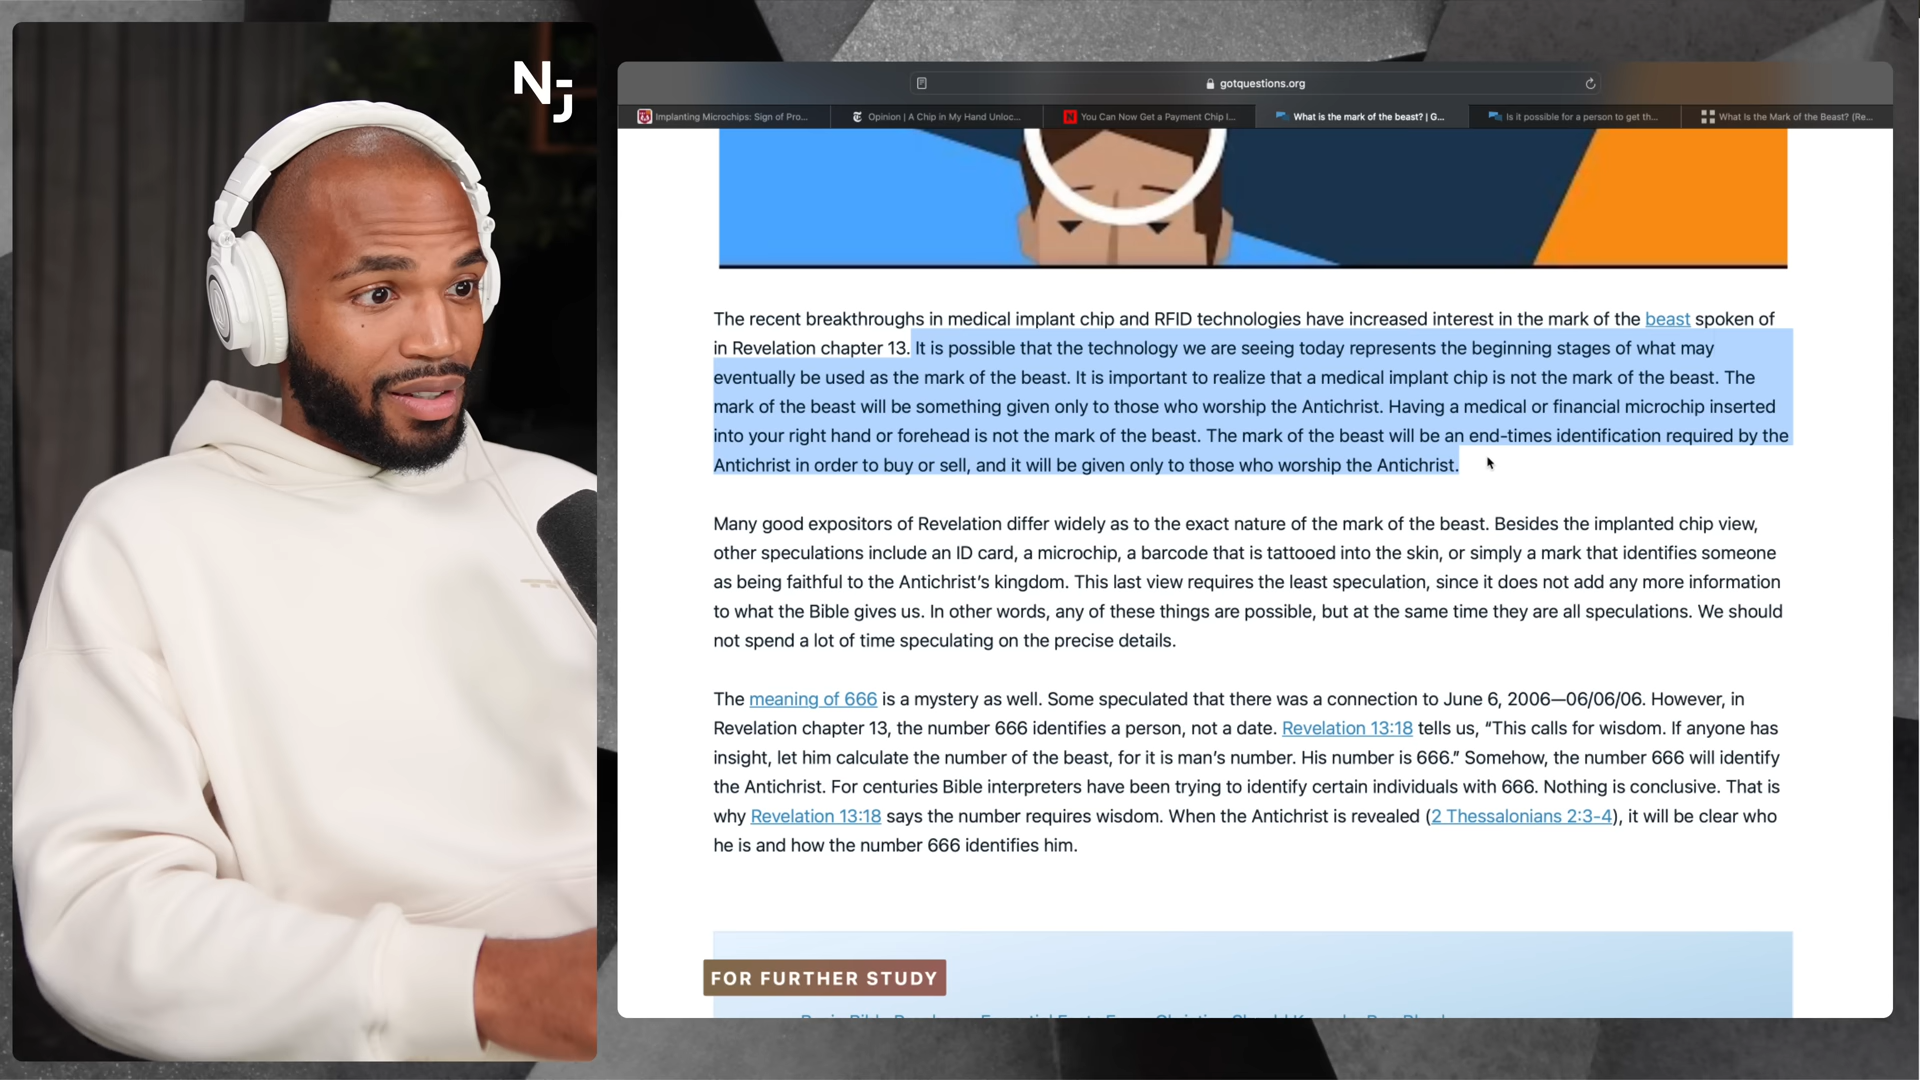 NJ
gotquestions.org
Implanting Microchips: Sign of Pro...
Opinion | A Chip in My Hand Unloc...
You Can Now Get a Payment Chip I...
What is the mark of the beast? | G...
Is it possible for a person to get th...
What Is the Mark of the Beast? (Re...
The recent breakthroughs in medical implant chip and RFID technologies have increased interest in the mark of the beast spoken of
in Revelation chapter 13. It is possible that the technology we are seeing today represents the beginning stages of what may
eventually be used as the mark of the beast. It is important to realize that a medical implant chip is not the mark of the beast. The
mark of the beast will be something given only to those who worship the Antichrist. Having a medical or financial microchip inserted
into your right hand or forehead is not the mark of the beast. The mark of the beast will be an end-times identification required by the
Antichrist in order to buy or sell, and it will be given only to those who worship the Antichrist.
Many good expositors of Revelation differ widely as to the exact nature of the mark of the beast. Besides the implanted chip view,
other speculations include an ID card, a microchip, a barcode that is tattooed into the skin, or simply a mark that identifies someone
as being faithful to the Antichrist’s kingdom. This last view requires the least speculation, since it does not add any more information
to what the Bible gives us. In other words, any of these things are possible, but at the same time they are all speculations. We should
not spend a lot of time speculating on the precise details.
The meaning of 666 is a mystery as well. Some speculated that there was a connection to June 6, 2006—06/06/06. However, in
Revelation chapter 13, the number 666 identifies a person, not a date. Revelation 13:18 tells us, “This calls for wisdom. If anyone has
insight, let him calculate the number of the beast, for it is man’s number. His number is 666.” Somehow, the number 666 will identify
the Antichrist. For centuries Bible interpreters have been trying to identify certain individuals with 666. Nothing is conclusive. That is
why Revelation 13:18 says the number requires wisdom. When the Antichrist is revealed (2 Thessalonians 2:3-4), it will be clear who
he is and how the number 666 identifies him.
FOR FURTHER STUDY